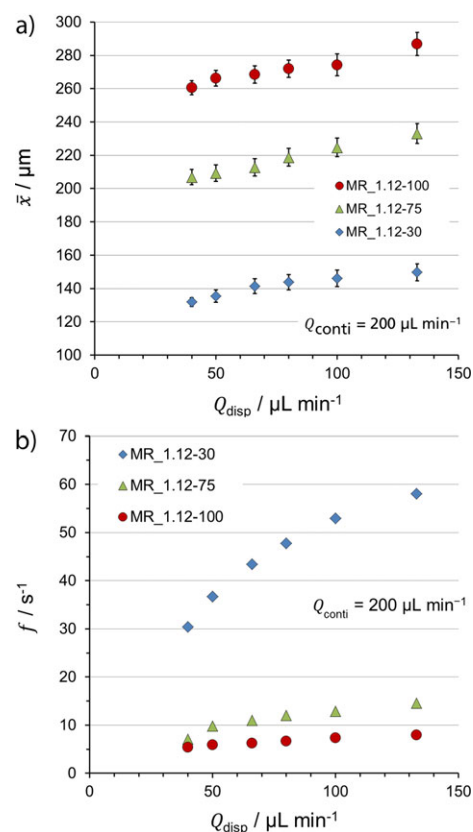 a)
300
280
260
240
220
200
180
160
140
120
100
x̄ / µm
MR_1.12-100
MR_1.12-75
MR_1.12-30
Qconti = 200 µL min⁻¹
0 50 100 150
Qdisp / µL min⁻¹
b)
70
60
50
40
30
20
10
0
f / s⁻¹
MR_1.12-30
MR_1.12-75
MR_1.12-100
Qconti = 200 µL min⁻¹
0 50 100 150
Qdisp / µL min⁻¹